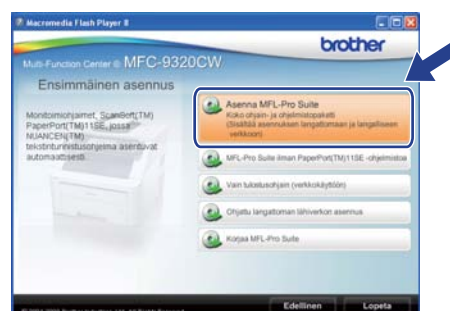 Macromedia Flash Player 8
brother
Multi-Function Center ® MFC-9320CW
Ensimmäinen asennus
Monitoimiohjaimet, ScanSoft(TM)
PaperPort(TM)11SE, jossa
NUANCEN(TM)
tekstintunnistusohjelma asentuvat
automaattisesti.
Asenna MFL-Pro Suite
Koko ohjain- ja ohjelmistopaketti
(Sisältää asennuksen langattomaan ja langalliseen
verkkoon)
MFL-Pro Suite ilman PaperPort(TM)11SE -ohjelmistoa
Vain tulostusohjain (verkkokäyttöön)
Ohjattu langattoman lähiverkon asennus
Korjaa MFL-Pro Suite
Edellinen
Lopeta